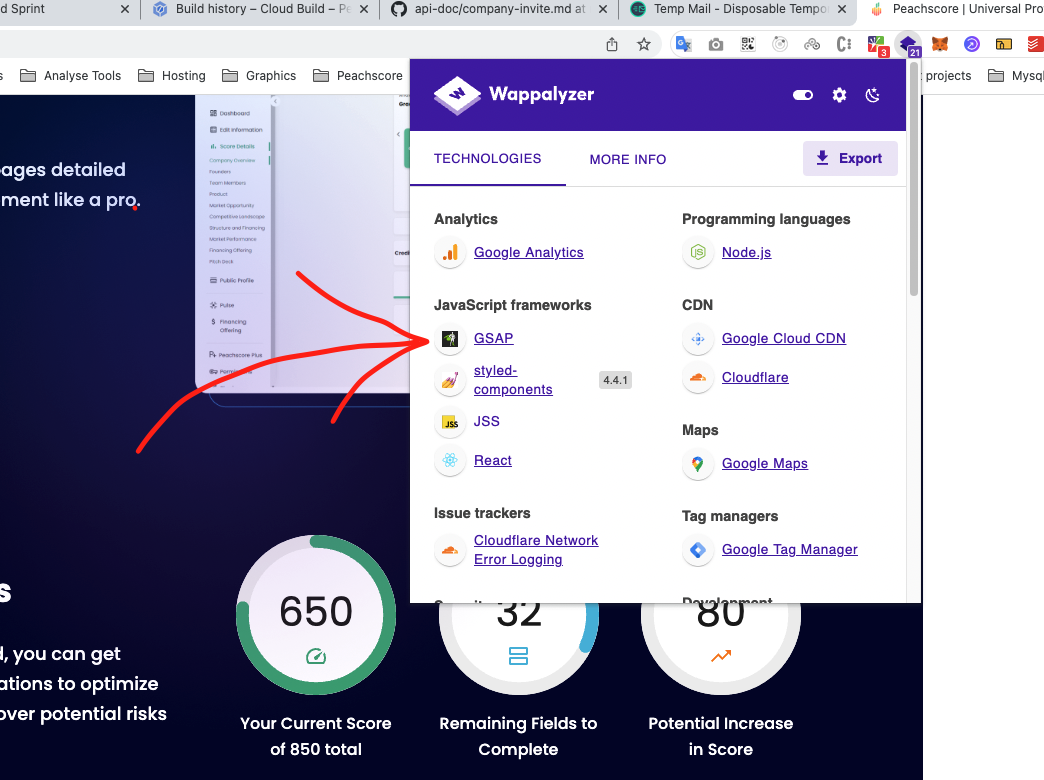 d Sprint
Build history – Cloud Build – Pe
api-doc/company-invite.md at
Temp Mail - Disposable Tempo
Peachscore | Universal Pro
3
21
s
Analyse Tools
Hosting
Graphics
Peachscore
projects
Mysql
Dashboard
Edit Information
Score Details
Company Overview
Founders
Team Members
Product
Market Opportunity
Competitive Landscape
Structure and Financing
Market Performance
Financing Offering
Pitch Deck
Public Profile
Pulse
Financing
Offering
Peachscore Plus
ages detailed
ment like a pro.
Wappalyzer
TECHNOLOGIES
MORE INFO
Export
Analytics
Google Analytics
JavaScript frameworks
GSAP
styled-
components
4.4.1
JSS
JSS
React
Issue trackers
Cloudflare Network
Error Logging
Programming languages
Node.js
CDN
Google Cloud CDN
Cloudflare
Maps
Google Maps
Tag managers
Google Tag Manager
Development
s
d, you can get
ations to optimize
over potential risks
650
Your Current Score
of 850 total
32
Remaining Fields to
Complete
80
Potential Increase
in Score